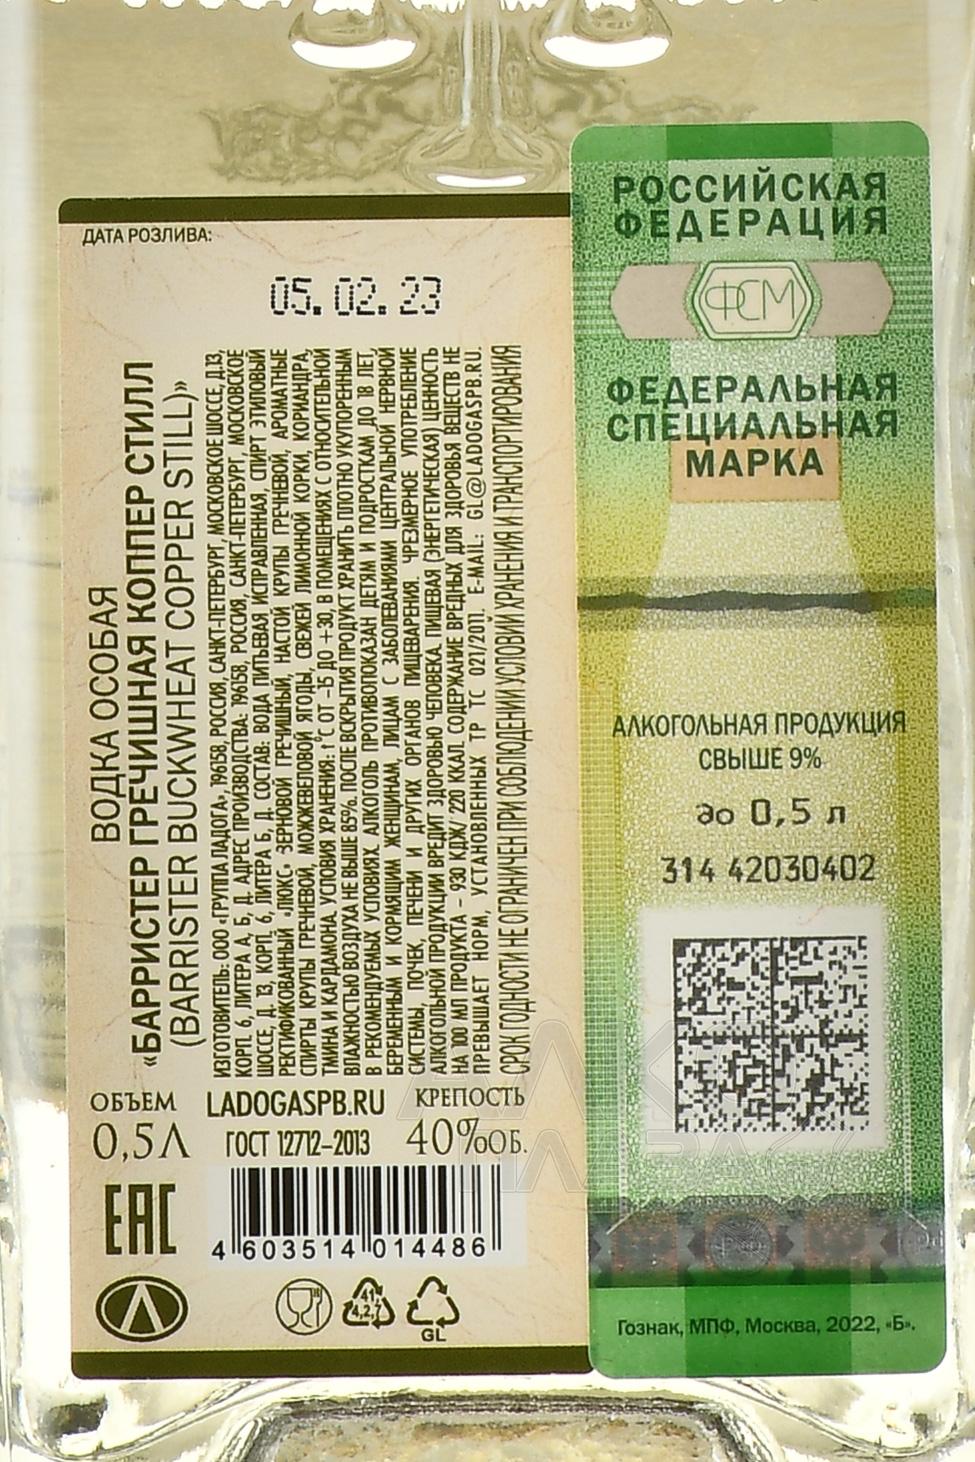 ДАТА РОЗЛИВА:
05.02.23
ВОДКА ОСОБАЯ
«БАРРИСТЕР ГРЕЧИШНАЯ КОППЕР СТИЛЛ
(BARRISTER BUCKWHEAT COPPER STILL)»
ИЗГОТОВИТЕЛЬ: ООО «ГРУППА ЛАДОГА», 196158, РОССИЯ, САНКТ-ПЕТЕРБУРГ, МОСКОВСКОЕ ШОССЕ, Д.13,
КОРП. 6, ЛИТЕРА А, Б, Д. АДРЕС ПРОИЗВОДСТВА: 196158, РОССИЯ, САНКТ-ПЕТЕРБУРГ, МОСКОВСКОЕ
ШОССЕ, Д. 13, КОРП. 6, ЛИТЕРА Б, Д. СОСТАВ: ВОДА ПИТЬЕВАЯ ИСПРАВЛЕННАЯ, СПИРТ ЭТИЛОВЫЙ
РЕКТИФИКОВАННЫЙ «ЛЮКС», ЗЕРНОВОЙ ГРЕЧИШНЫЙ, НАСТОЙ КРУПЫ ГРЕЧНЕВОЙ, АРОМАТНЫЕ
СПИРТЫ КРУПЫ ГРЕЧНЕВОЙ, МОЖЖЕВЕЛОВОЙ ЯГОДЫ, СВЕЖЕЙ ЛИМОННОЙ КОРКИ, КОРИАНДРА,
ТМИНА И КАРДАМОНА. УСЛОВИЯ ХРАНЕНИЯ: t°С ОТ -15 ДО +30, В ПОМЕЩЕНИЯХ С ОТНОСИТЕЛЬНОЙ
ВЛАЖНОСТЬЮ ВОЗДУХА НЕ ВЫШЕ 85%. ПОСЛЕ ВСКРЫТИЯ ПРОДУКТ ХРАНИТЬ ПЛОТНО УКУПОРЕННЫМ
В РЕКОМЕНДУЕМЫХ УСЛОВИЯХ. АЛКОГОЛЬ ПРОТИВОПОКАЗАН ДЕТЯМ И ПОДРОСТКАМ ДО 18 ЛЕТ,
БЕРЕМЕННЫМ И КОРМЯЩИМ ЖЕНЩИНАМ, ЛИЦАМ С ЗАБОЛЕВАНИЯМИ ЦЕНТРАЛЬНОЙ НЕРВНОЙ
СИСТЕМЫ, ПОЧЕК, ПЕЧЕНИ И ДРУГИХ ОРГАНОВ ПИЩЕВАРЕНИЯ. ЧРЕЗМЕРНОЕ УПОТРЕБЛЕНИЕ
АЛКОГОЛЬНОЙ ПРОДУКЦИИ ВРЕДИТ ЗДОРОВЬЮ ЧЕЛОВЕКА. ПИЩЕВАЯ (ЭНЕРГЕТИЧЕСКАЯ) ЦЕННОСТЬ
НА 100 МЛ ПРОДУКТА – 930 КДЖ/ 220 ККАЛ. СОДЕРЖАНИЕ ВРЕДНЫХ ДЛЯ ЗДОРОВЬЯ ВЕЩЕСТВ НЕ
ПРЕВЫШАЕТ НОРМ, УСТАНОВЛЕННЫХ ТР ТС 021/2011. E-MAIL: GL@LADOGASPB.RU.
СРОК ГОДНОСТИ НЕ ОГРАНИЧЕН ПРИ СОБЛЮДЕНИИ УСЛОВИЙ ХРАНЕНИЯ И ТРАНСПОРТИРОВАНИЯ
ОБЪЕМ
0,5Л
LADOGASPB.RU
ГОСТ 12712-2013
КРЕПОСТЬ
40%ОБ.
EAC
4 603514 014486
41
4,2,7
GL
РОССИЙСКАЯ
ФЕДЕРАЦИЯ
ФСМ
ФЕДЕРАЛЬНАЯ
СПЕЦИАЛЬНАЯ
МАРКА
АЛКОГОЛЬНАЯ ПРОДУКЦИЯ
СВЫШЕ 9%
до 0,5 л
314 42030402
Гознак, МПФ, Москва, 2022, «Б».